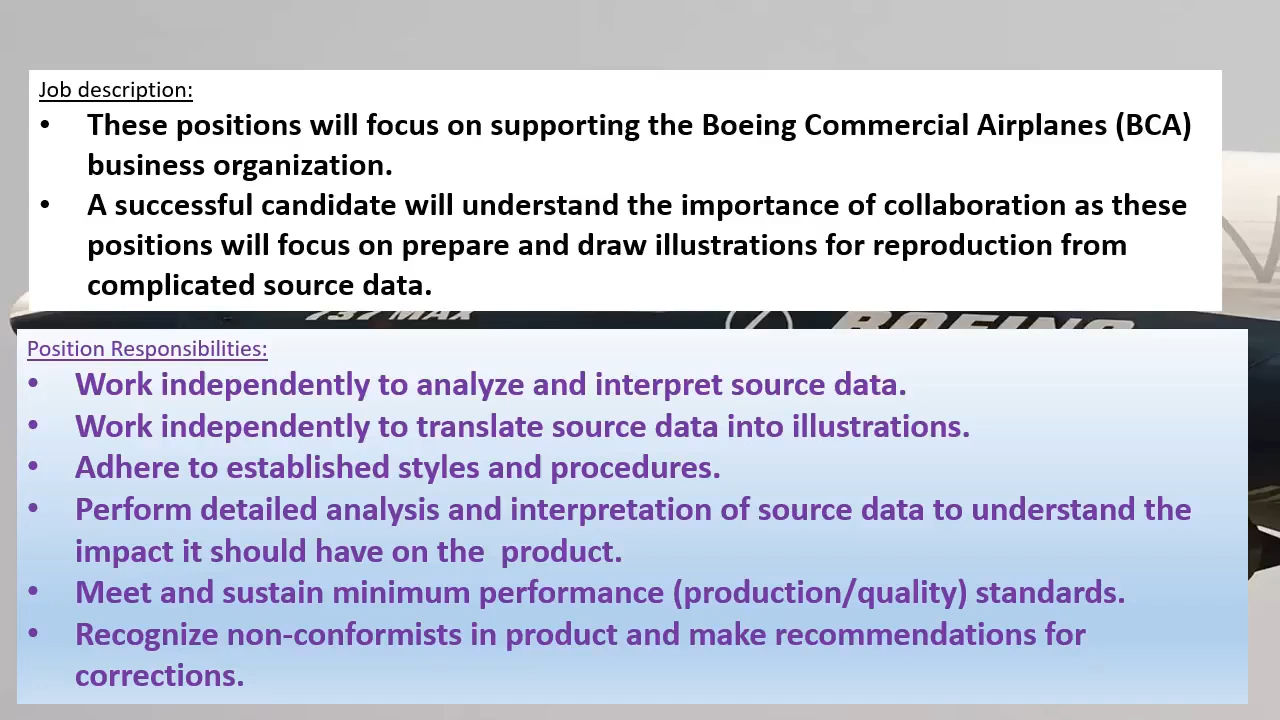 Job description:
• These positions will focus on supporting the Boeing Commercial Airplanes (BCA)
business organization.
• A successful candidate will understand the importance of collaboration as these
positions will focus on prepare and draw illustrations for reproduction from
complicated source data.
737 MAX
BOEING
Position Responsibilities:
• Work independently to analyze and interpret source data.
• Work independently to translate source data into illustrations.
• Adhere to established styles and procedures.
• Perform detailed analysis and interpretation of source data to understand the
impact it should have on the  product.
• Meet and sustain minimum performance (production/quality) standards.
• Recognize non-conformists in product and make recommendations for
corrections.